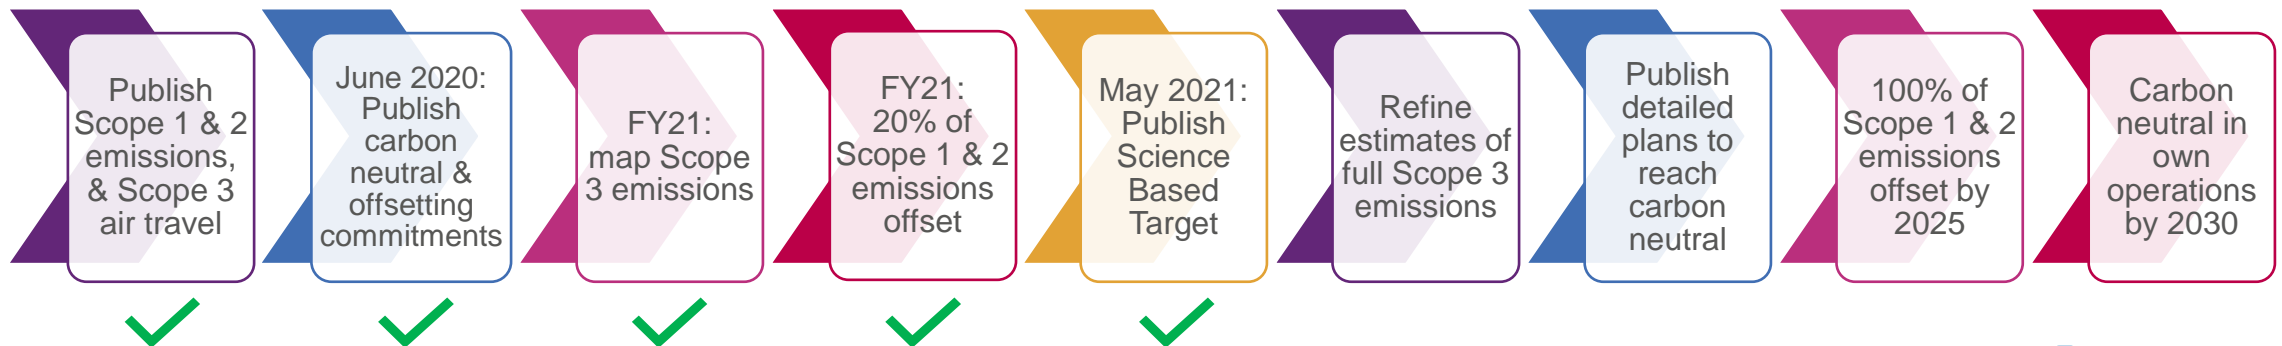 Publish
Scope 1 & 2
emissions,
& Scope 3
air travel
June 2020:
Publish
carbon
neutral &
offsetting
commitments
FY21:
map Scope
3 emissions
FY21:
20% of
Scope 1 & 2
emissions
offset
May 2021:
Publish
Science
Based
Target
Refine
estimates of
full Scope 3
emissions
Publish
detailed
plans to
reach
carbon
neutral
100% of
Scope 1 & 2
emissions
offset by
2025
Carbon
neutral in
own
operations
by 2030